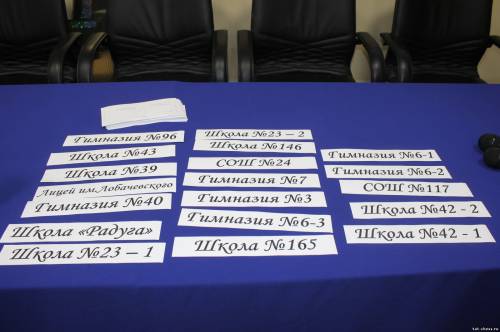 Гимназия №96
Школа №43
Школа №39
Лицей им.Лобачевского
Гимназия №40
Школа «Радуга»
Школа №23 – 1
Школа №23 – 2
Школа №146
СОШ №24
Гимназия №7
Гимназия №3
Гимназия №6-3
Школа №165
Гимназия №6-1
Гимназия №6-2
СОШ №117
Школа №42 - 2
Школа №42 - 1